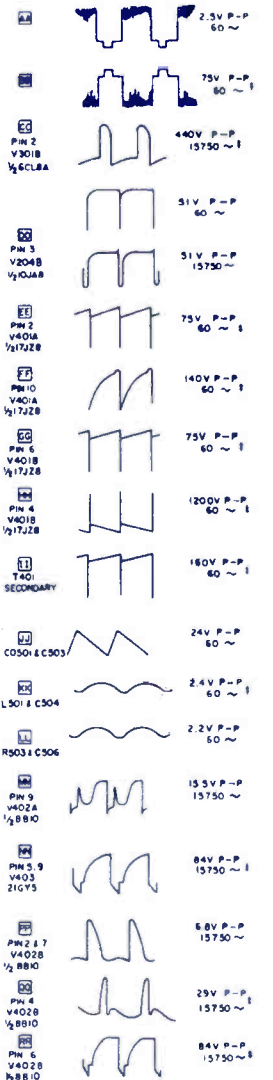 AA
2.5V P-P
60 ~
75V P-P
60 ~ ‡
CC
PIN 2
V301B
½6CL8A
440V P-P
15750 ~ ‡
51V P-P
60 ~
DD
PIN 3
V204B
½10JA8
51V P-P
15750 ~
EE
PIN 2
V401A
½17JZ8
75V P-P
60 ~ ‡
FF
PIN 10
V401A
½17JZ8
140V P-P
60 ~ ‡
GG
PIN 6
V401B
½17JZ8
75V P-P
60 ~ ‡
HH
PIN 4
V401B
½17JZ8
1200V P-P
60 ~ ‡
II
T401
SECONDARY
160V P-P
60 ~ ‡
JJ
C0501 & C503
24V P-P
60 ~
KK
L501 & C504
2.4V P-P
60 ~ ‡
LL
R503 & C506
2.2V P-P
60 ~
MM
PIN 9
V402A
½8B10
15.5V P-P
15750 ~
NN
PIN 5,9
V403
21GY5
84V P-P
15750 ~ ‡
PP
PIN 2 & 7
V402B
½8B10
6.8V P-P
15750 ~
QQ
PIN 4
V402B
½8B10
29V P-P
15750 ~ ‡
RR
PIN 6
V402B
½8B10
84V P-P
15750 ~ ‡